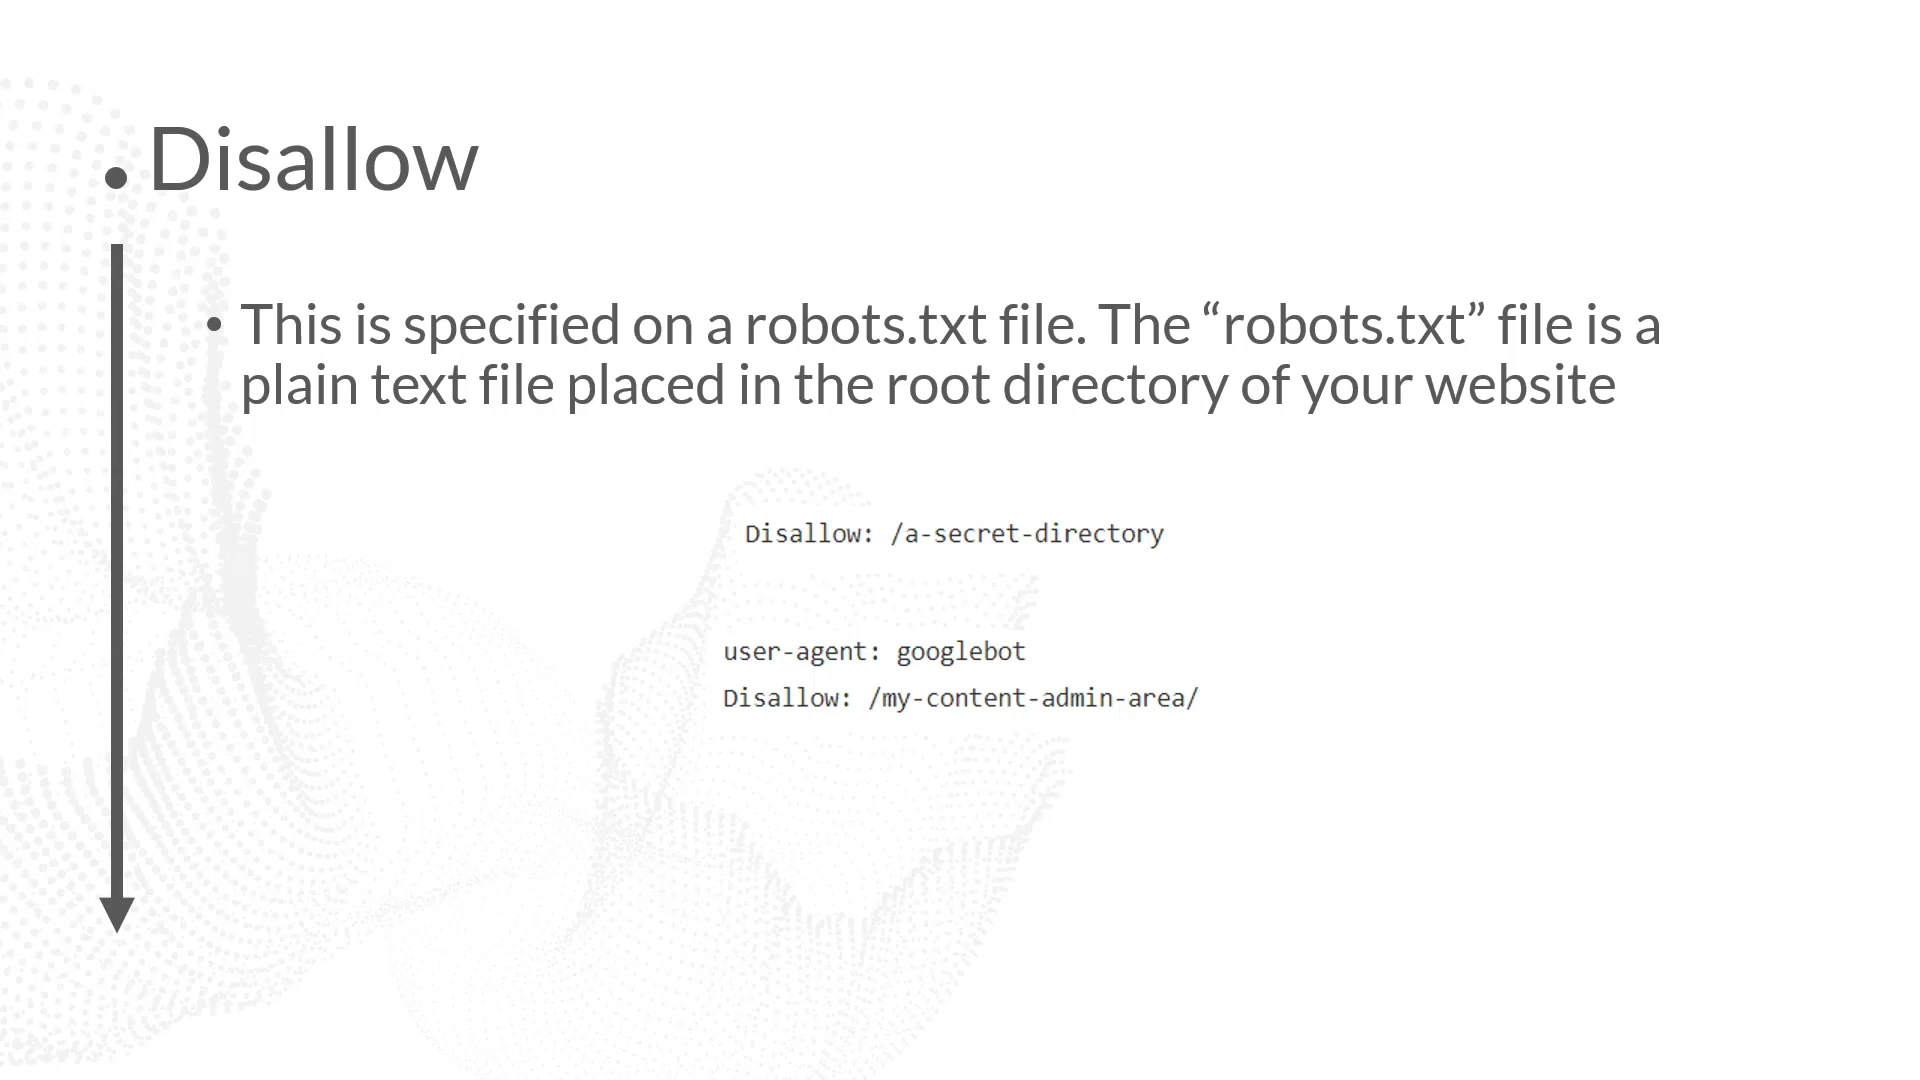 • Disallow
• This is specified on a robots.txt file. The “robots.txt” file is a
plain text file placed in the root directory of your website
Disallow: /a-secret-directory
user-agent: googlebot
Disallow: /my-content-admin-area/